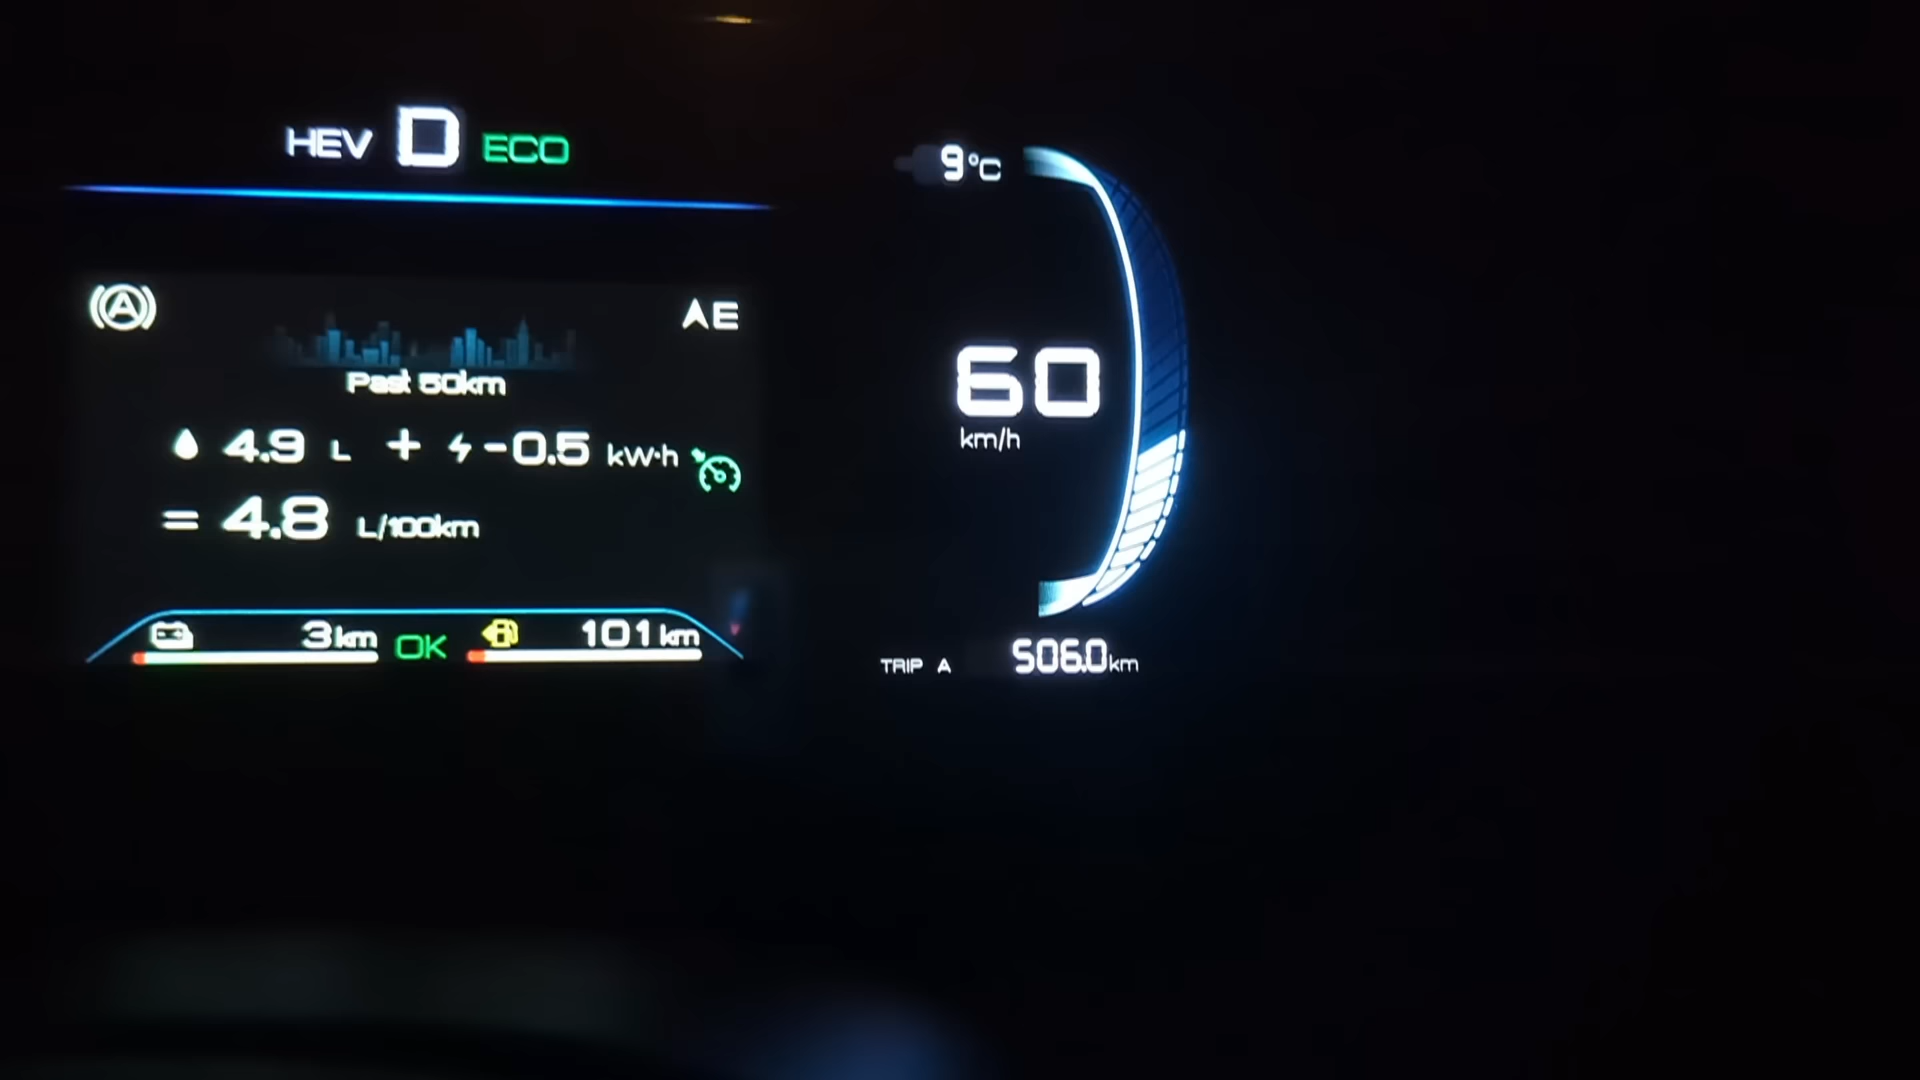 HEV D ECO
9°C
A
E
Past 50km
4.9 L + -0.5 kW·h
= 4.8 L/100km
60
km/h
3km OK 101km
TRIP A 506.0km